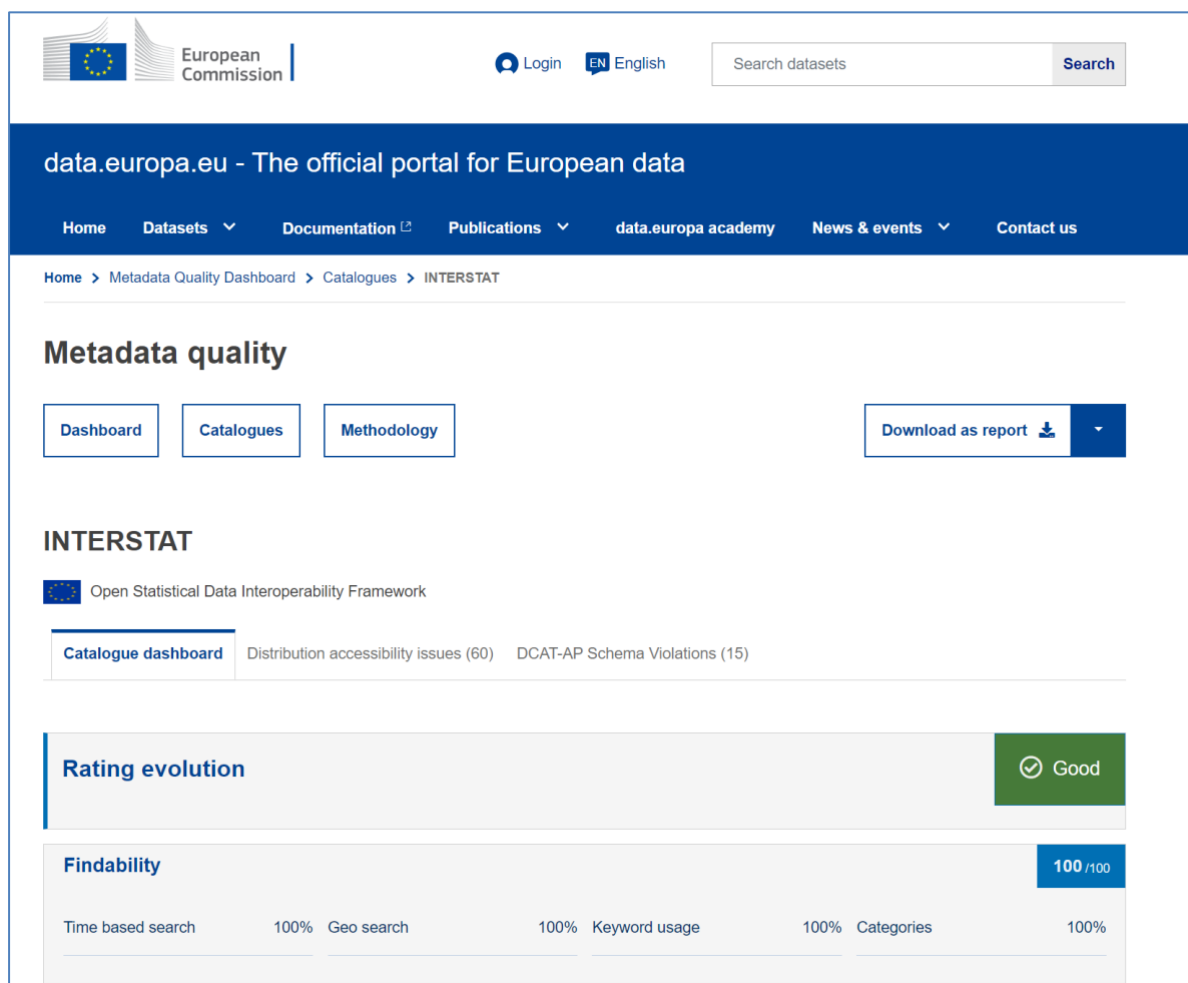 European
Commission
Login EN English Search datasets Search
data.europa.eu - The official portal for European data
Home Datasets Documentation Publications data.europa academy News & events Contact us
Home > Metadata Quality Dashboard > Catalogues > INTERSTAT
Metadata quality
Dashboard Catalogues Methodology Download as report
INTERSTAT
Open Statistical Data Interoperability Framework
Catalogue dashboard Distribution accessibility issues (60) DCAT-AP Schema Violations (15)
Rating evolution Good
Findability 100 /100
Time based search 100% Geo search 100% Keyword usage 100% Categories 100%